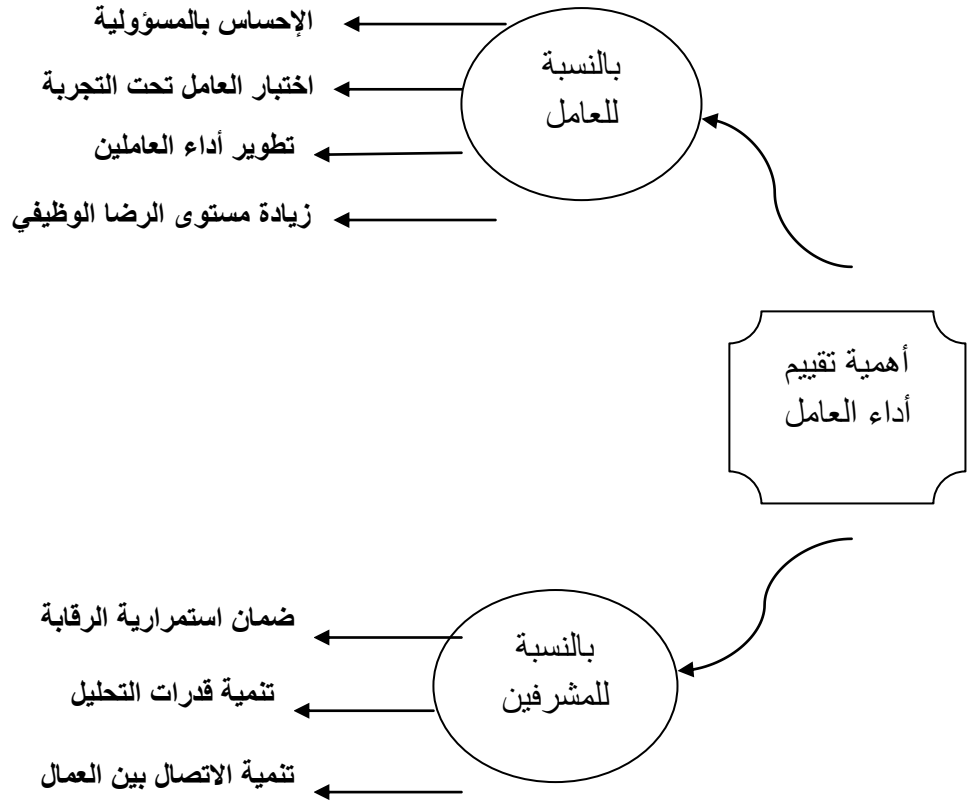 أهمية تقييم
أداء العامل
بالنسبة
للعامل
الإحساس بالمسؤولية
اختبار العامل تحت التجربة
تطوير أداء العاملين
زيادة مستوى الرضا الوظيفي
بالنسبة
للمشرفين
ضمان استمرارية الرقابة
تنمية قدرات التحليل
تنمية الاتصال بين العمال